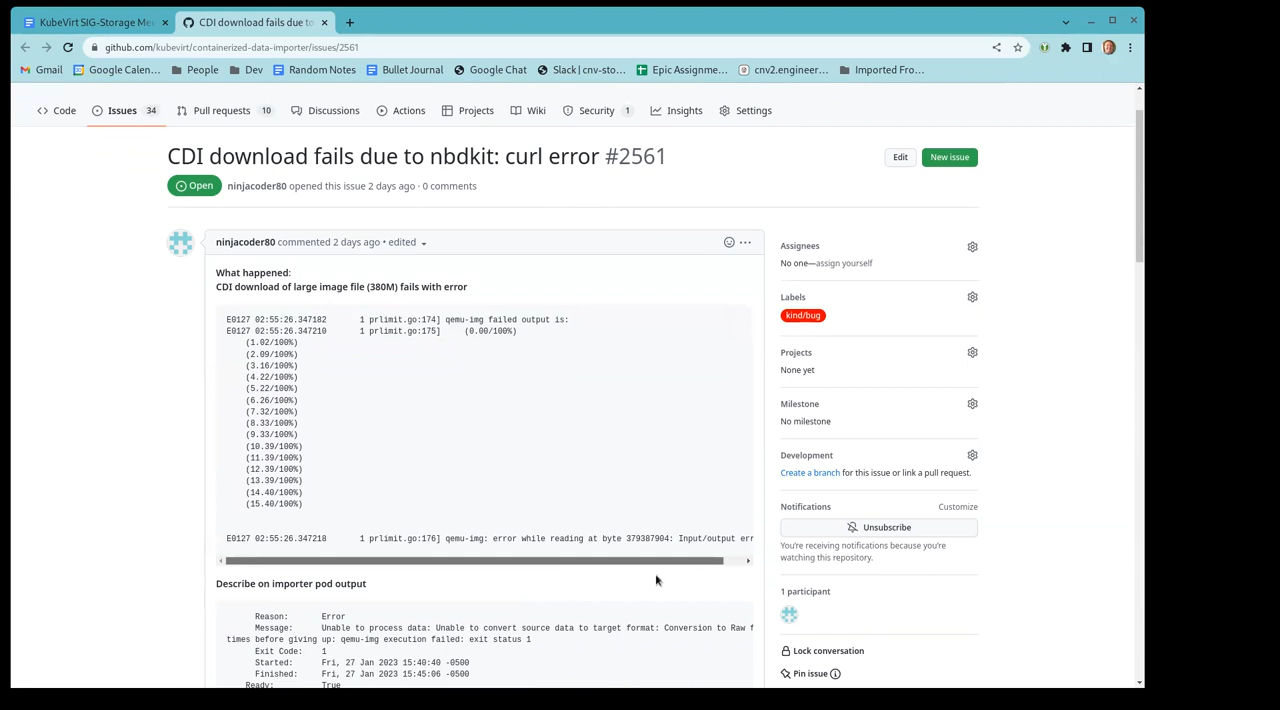 KubeVirt SIG-Storage Me
CDI download fails due to
github.com/kubevirt/containerized-data-importer/issues/2561
Gmail
Google Calen…
People
Dev
Random Notes
Bullet Journal
Google Chat
Slack | cnv-sto…
Epic Assignme…
cnv2.engineer…
Imported Fro…
Code
Issues 34
Pull requests 10
Discussions
Actions
Projects
Wiki
Security 1
Insights
Settings
CDI download fails due to nbdkit: curl error #2561
Edit
New issue
Open
ninjacoder80 opened this issue 2 days ago · 0 comments
ninjacoder80 commented 2 days ago • edited
What happened:
CDI download of large image file (380M) fails with error
E0127 02:55:26.347182 1 prlimit.go:174] qemu-img failed output is:
E0127 02:55:26.347210 1 prlimit.go:175] (0.00/100%)
(1.02/100%)
(2.09/100%)
(3.16/100%)
(4.22/100%)
(5.22/100%)
(6.26/100%)
(7.32/100%)
(8.33/100%)
(9.33/100%)
(10.39/100%)
(11.39/100%)
(12.39/100%)
(13.39/100%)
(14.40/100%)
(15.40/100%)
E0127 02:55:26.347218 1 prlimit.go:176] qemu-img: error while reading at byte 379387904: Input/output err
Describe on importer pod output
Reason: Error
Message: Unable to process data: Unable to convert source data to target format: Conversion to Raw f
times before giving up: qemu-img execution failed: exit status 1
Exit Code: 1
Started: Fri, 27 Jan 2023 15:40:40 -0500
Finished: Fri, 27 Jan 2023 15:45:06 -0500
Ready: True
Assignees
No one—assign yourself
Labels
kind/bug
Projects
None yet
Milestone
No milestone
Development
Create a branch for this issue or link a pull request.
Notifications
Customize
Unsubscribe
You're receiving notifications because you're
watching this repository.
1 participant
Lock conversation
Pin issue